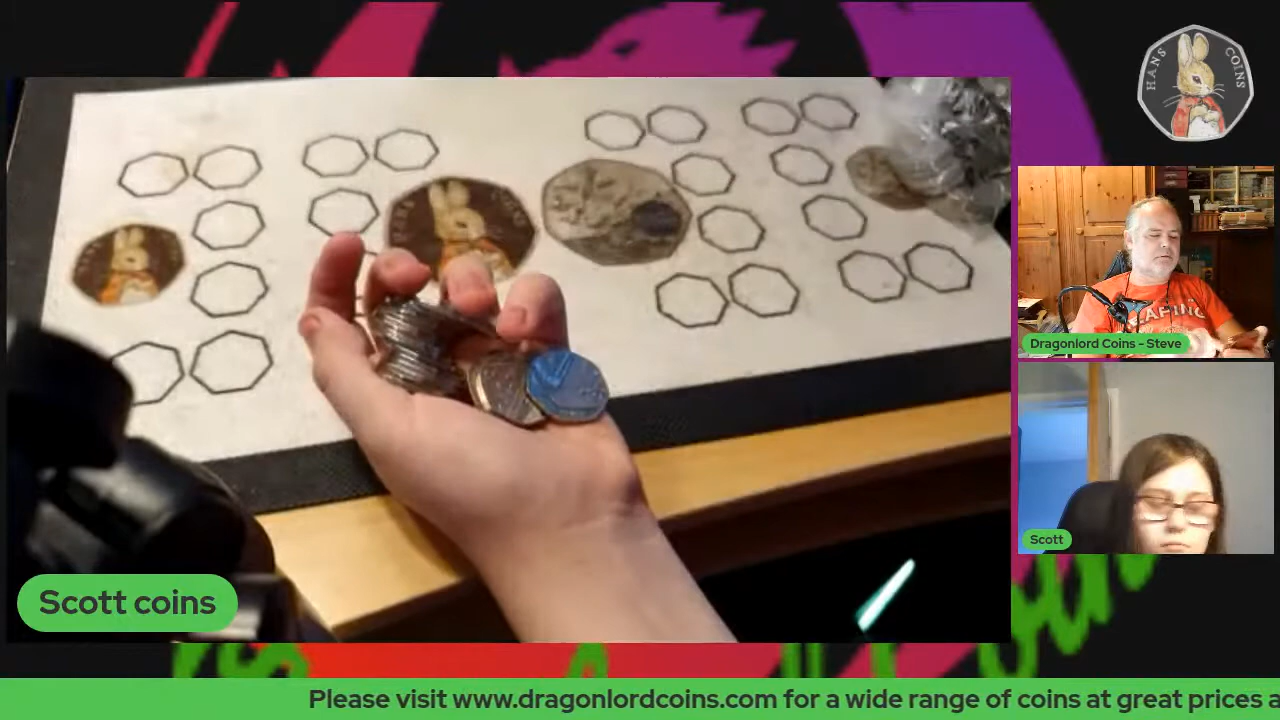 HANS COINS
Dragonlord Coins - Steve
Scott
Scott coins
Please visit www.dragonlordcoins.com for a wide range of coins at great prices a